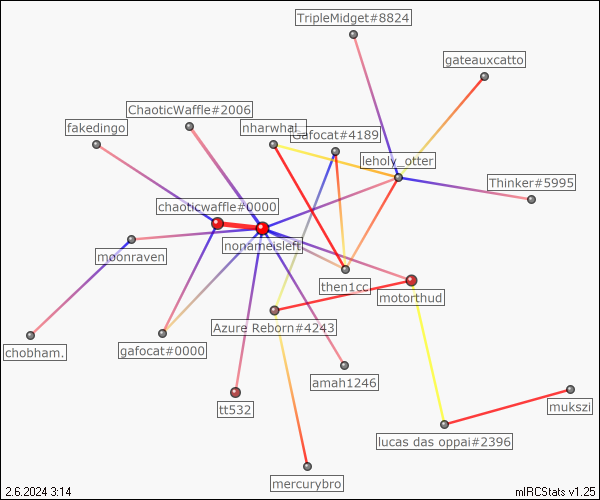 TripleMidget#8824
gateauxcatto
ChaoticWaffle#2006
fakedingo
nharwhal_
Gafocat#4189
leholy_otter
Thinker#5995
chaoticwaffle#0000
nonameisleft
moonraven
then1cc
motorthud
Azure Reborn#4243
chobham.
gafocat#0000
amah1246
tt532
mukszi
lucas das oppai#2396
mercurybro
2.6.2024 3:14
mIRCStats v1.25